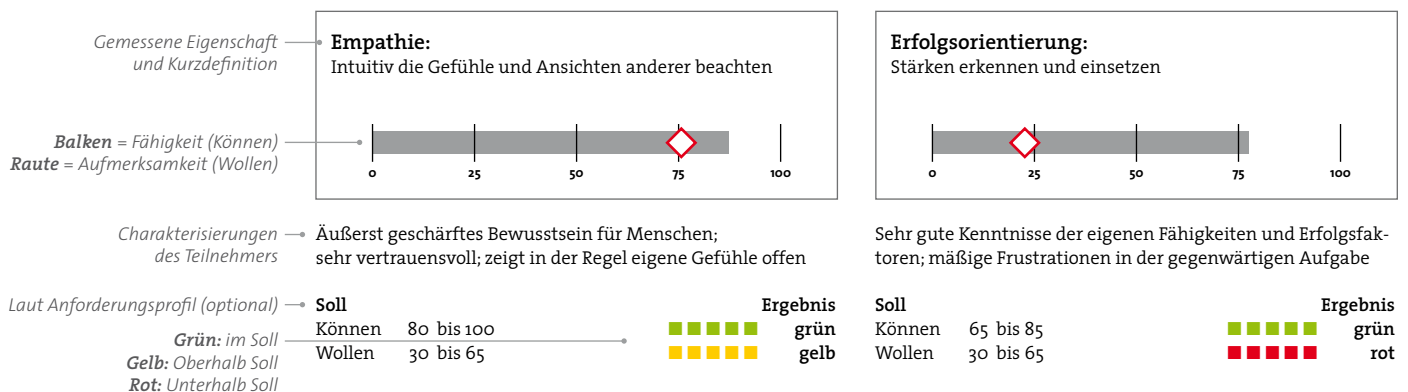 Gemessene Eigenschaft
und Kurzdefinition
Empathie:
Intuitiv die Gefühle und Ansichten anderer beachten
Erfolgsorientierung:
Stärken erkennen und einsetzen
Balken = Fähigkeit (Können)
Raute = Aufmerksamkeit (Wollen)
0 25 50 75 100
0 25 50 75 100
Charakterisierungen
des Teilnehmers
Äußerst geschärftes Bewusstsein für Menschen;
sehr vertrauensvoll; zeigt in der Regel eigene Gefühle offen
Sehr gute Kenntnisse der eigenen Fähigkeiten und Erfolgsfak-
toren; mäßige Frustrationen in der gegenwärtigen Aufgabe
Laut Anforderungsprofil (optional)
Grün: im Soll
Gelb: Oberhalb Soll
Rot: Unterhalb Soll
Soll Ergebnis
Können 80 bis 100 grün
Wollen 30 bis 65 gelb
Soll Ergebnis
Können 65 bis 85 grün
Wollen 30 bis 65 rot